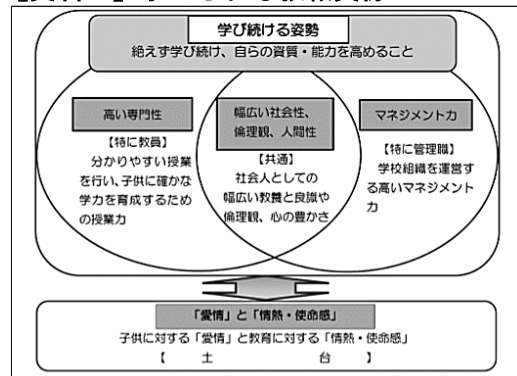 学び続ける姿勢
絶えず学び続け、自らの資質・能力を高めること
高い専門性
【特に教員】
分かりやすい授業
を行い、子供に確かな
学力を育成するため
の授業力
幅広い社会性、
倫理観、人間性
【共通】
社会人としての
幅広い教養と良識や
倫理観、心の豊かさ
マネジメント力
【特に管理職】
学校組織を運営す
る高いマネジメント
力
「愛情」と「情熱・使命感」
子供に対する「愛情」と教育に対する「情熱・使命感」
【 土 台 】